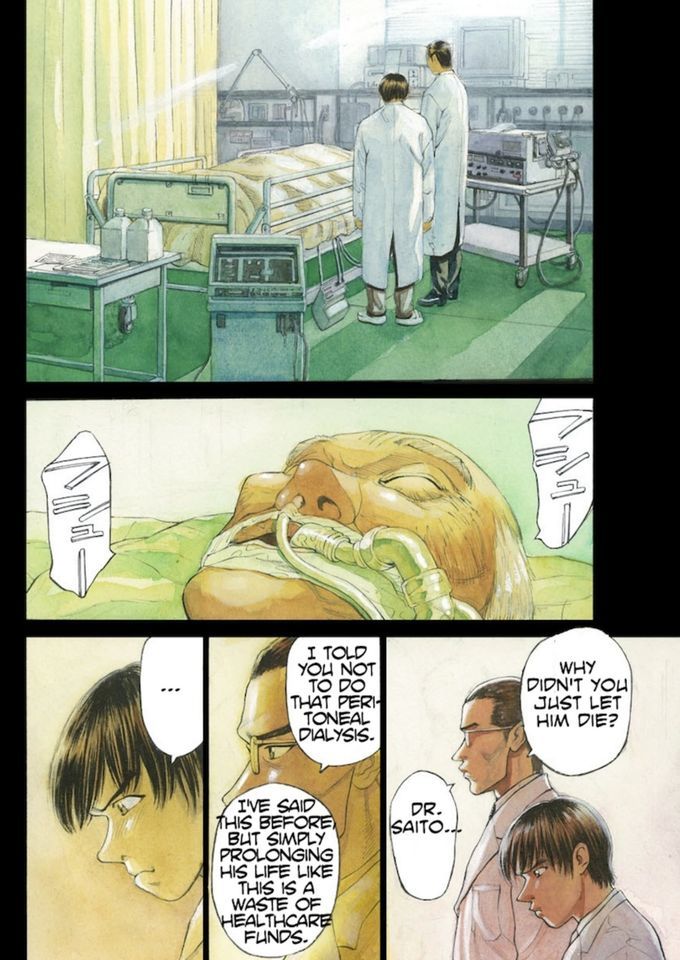 フシュー
フシュー
WHY
DIDN'T YOU
JUST LET
HIM DIE?
DR.
SAITO...
I TOLD
YOU NOT
TO DO
THAT PERI-
TONEAL
DIALYSIS.
I'VE SAID
THIS BEFORE,
BUT SIMPLY
PROLONGING
HIS LIFE LIKE
THIS IS A
WASTE OF
HEALTHCARE
FUNDS.
...